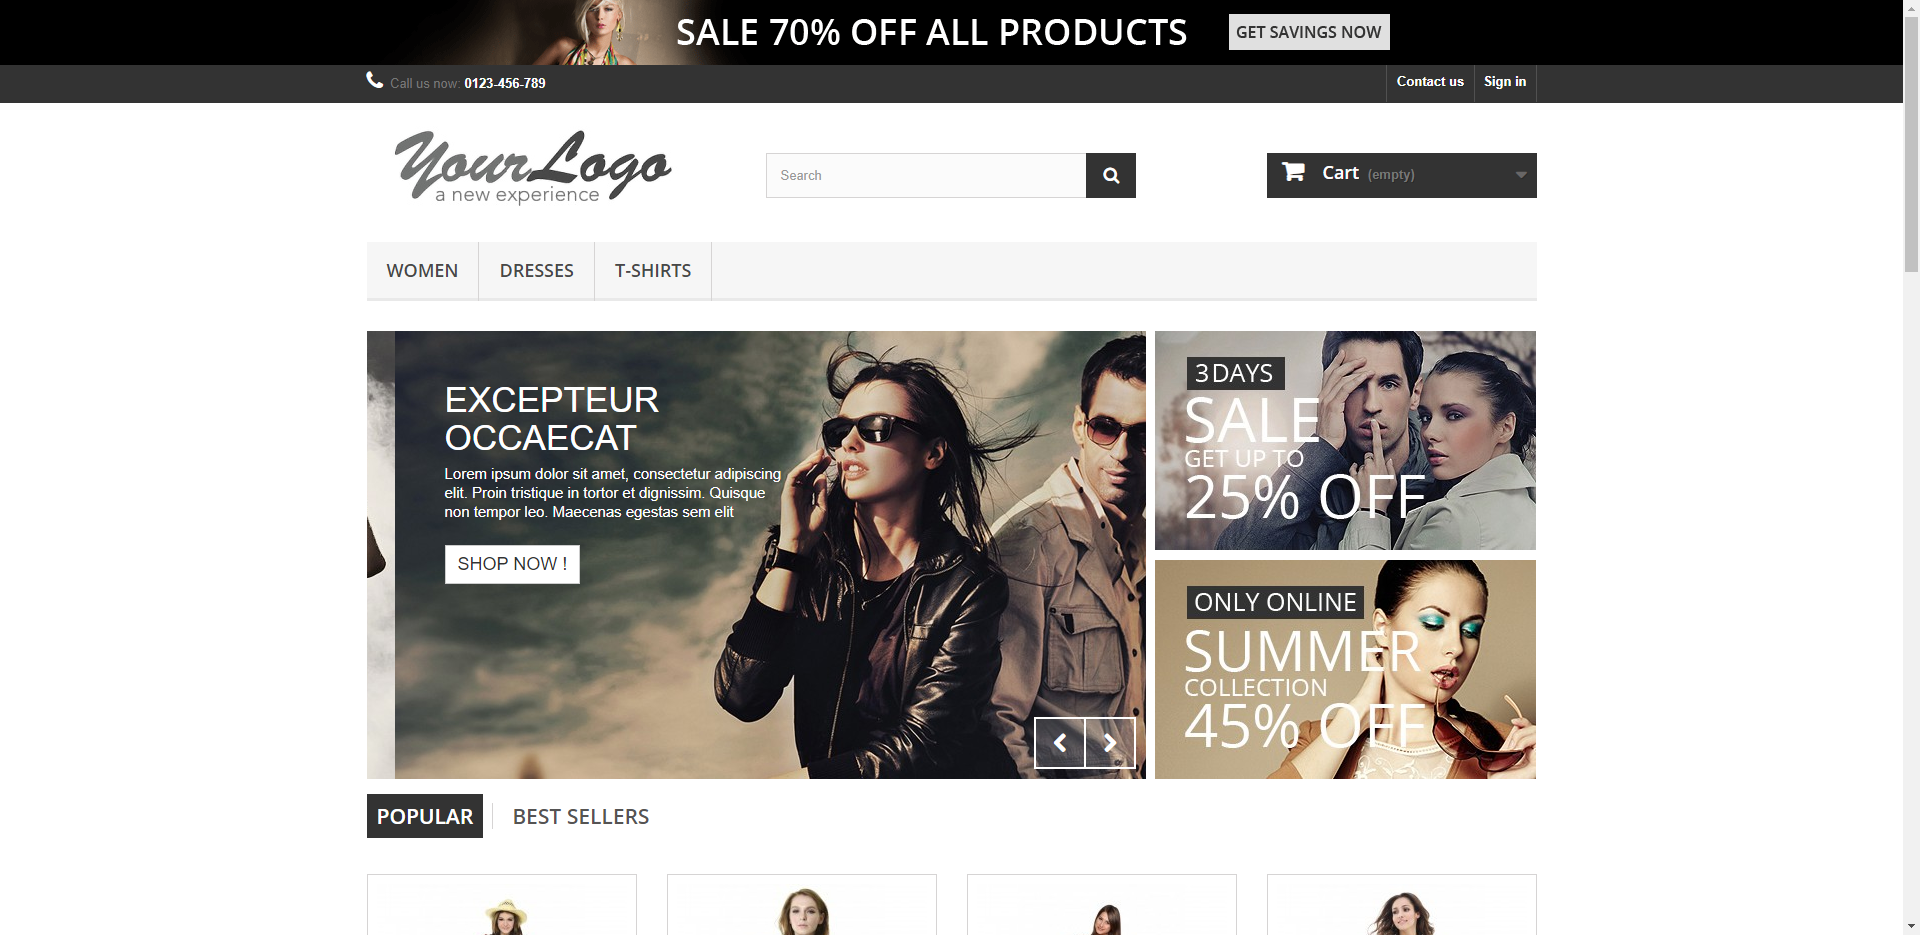 SALE 70% OFF ALL PRODUCTS
GET SAVINGS NOW
Call us now: 0123-456-789
Contact us
Sign in
YourLogo
a new experience
Search
Cart (empty)
WOMEN
DRESSES
T-SHIRTS
EXCEPTEUR
OCCAECAT
Lorem ipsum dolor sit amet, consectetur adipiscing
elit. Proin tristique in tortor et dignissim. Quisque
non tempor leo. Maecenas egestas sem elit
SHOP NOW !
3DAYS
SALE
GET UP TO
25% OFF
ONLY ONLINE
SUMMER
COLLECTION
45% OFF
POPULAR
BEST SELLERS